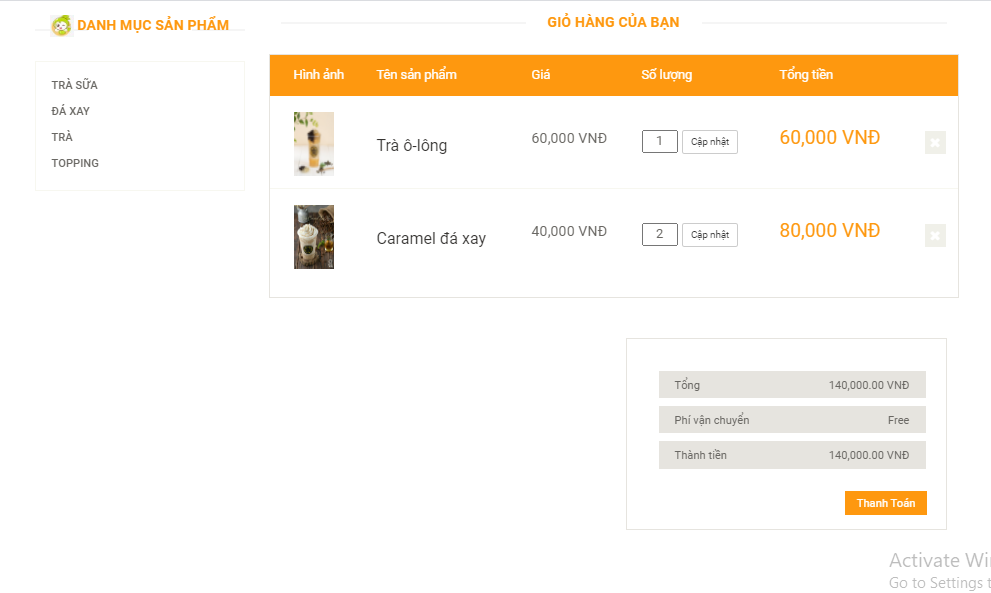 DANH MỤC SẢN PHẨM
TRÀ SỮA
ĐÁ XAY
TRÀ
TOPPING
GIỎ HÀNG CỦA BẠN
Hình ảnh Tên sản phẩm Giá Số lượng Tổng tiền
Trà ô-lông 60,000 VNĐ 1 Cập nhật 60,000 VNĐ
Caramel đá xay 40,000 VNĐ 2 Cập nhật 80,000 VNĐ
Tổng 140,000.00 VNĐ
Phí vận chuyển Free
Thành tiền 140,000.00 VNĐ
Thanh Toán
Activate Wi
Go to Settings t